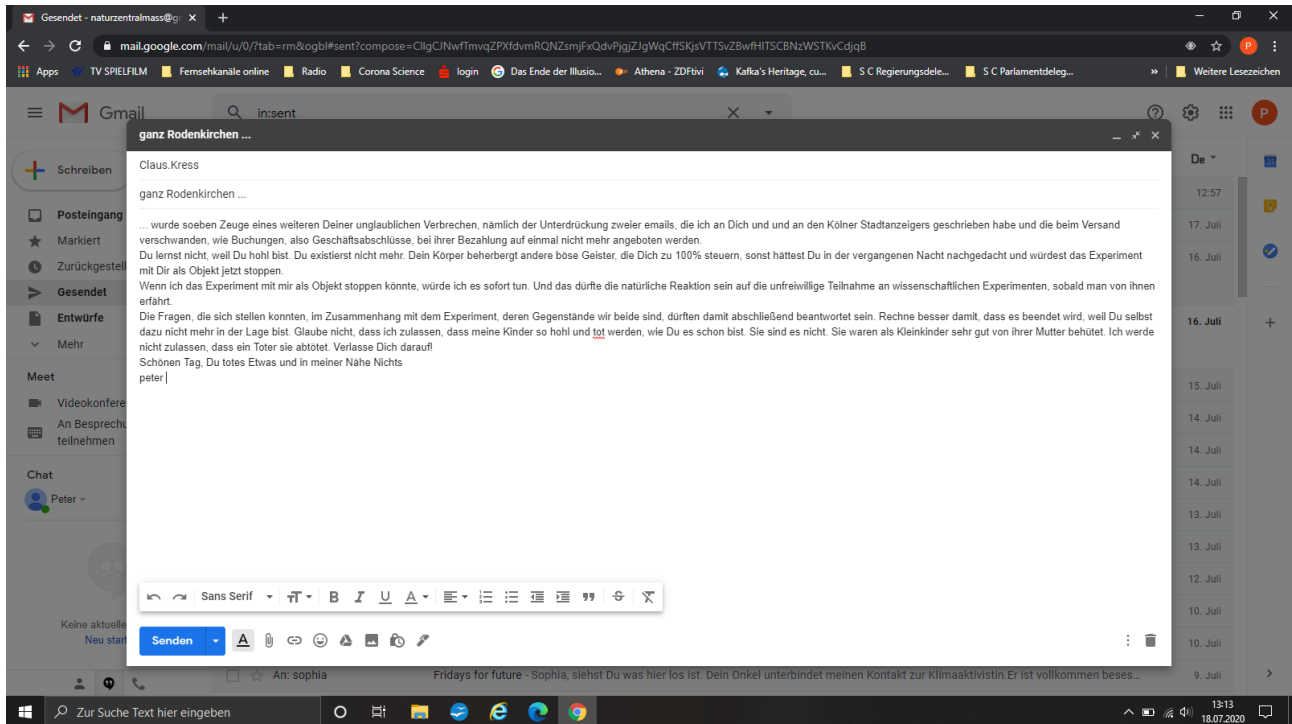 Gesendet - naturzentralmass@g
mail.google.com/mail/u/0/?tab=rm&ogbl#sent?compose=CllgCJNwfTmvqZPXfdvmRQNZsmjFxQdvPjgjZJgWqCffSKjsVTTSvZBwfHITSCBNzWSTKvCdjqB
P
Apps TV SPIELFILM Fernsehkanäle online Radio Corona Science login Das Ende der Illusio... Athena - ZDFtivi Kafka's Heritage, cu... S C Regierungsdele... S C Parlamentdeleg... » Weitere Lesezeichen
Gmail in:sent P
ganz Rodenkirchen ...
Claus.Kress
ganz Rodenkirchen ...
... wurde soeben Zeuge eines weiteren Deiner unglaublichen Verbrechen, nämlich der Unterdrückung zweier emails, die ich an Dich und und an den Kölner Stadtanzeigers geschrieben habe und die beim Versand
verschwanden, wie Buchungen, also Geschäftsabschlüsse, bei ihrer Bezahlung auf einmal nicht mehr angeboten werden.
Du lernst nicht, weil Du hohl bist. Du existierst nicht mehr. Dein Körper beherbergt andere böse Geister, die Dich zu 100% steuern, sonst hättest Du in der vergangenen Nacht nachgedacht und würdest das Experiment
mit Dir als Objekt jetzt stoppen.
Wenn ich das Experiment mit mir als Objekt stoppen könnte, würde ich es sofort tun. Und das dürfte die natürliche Reaktion sein auf die unfreiwillige Teilnahme an wissenschaftlichen Experimenten, sobald man von ihnen
erfährt.
Die Fragen, die sich stellen konnten, im Zusammenhang mit dem Experiment, deren Gegenstände wir beide sind, dürften damit abschließend beantwortet sein. Rechne besser damit, dass es beendet wird, weil Du selbst
dazu nicht mehr in der Lage bist. Glaube nicht, dass ich zulassen, dass meine Kinder so hohl und tot werden, wie Du es schon bist. Sie sind es nicht. Sie waren als Kleinkinder sehr gut von ihrer Mutter behütet. Ich werde
nicht zulassen, dass ein Toter sie abtötet. Verlasse Dich darauf!
Schönen Tag, Du totes Etwas und in meiner Nähe Nichts
peter
Schreiben
Posteingang
Markiert
Zurückgestell
Gesendet
Entwürfe
Mehr
Meet
Videokonfere
An Besprechu
teilnehmen
Chat
Peter
Keine aktuelle
Neu start
De
12:57
17. Juli
16. Juli
16. Juli
15. Juli
14. Juli
14. Juli
14. Juli
13. Juli
13. Juli
12. Juli
10. Juli
10. Juli
Sans Serif
Senden
An: sophia Fridays for future - Sophia, siehst Du was hier los ist. Dein Onkel unterbindet meinen Kontakt zur Klimaaktivistin.Er ist vollkommen beses... 9. Juli
Zur Suche Text hier eingeben
13:13
18.07.2020